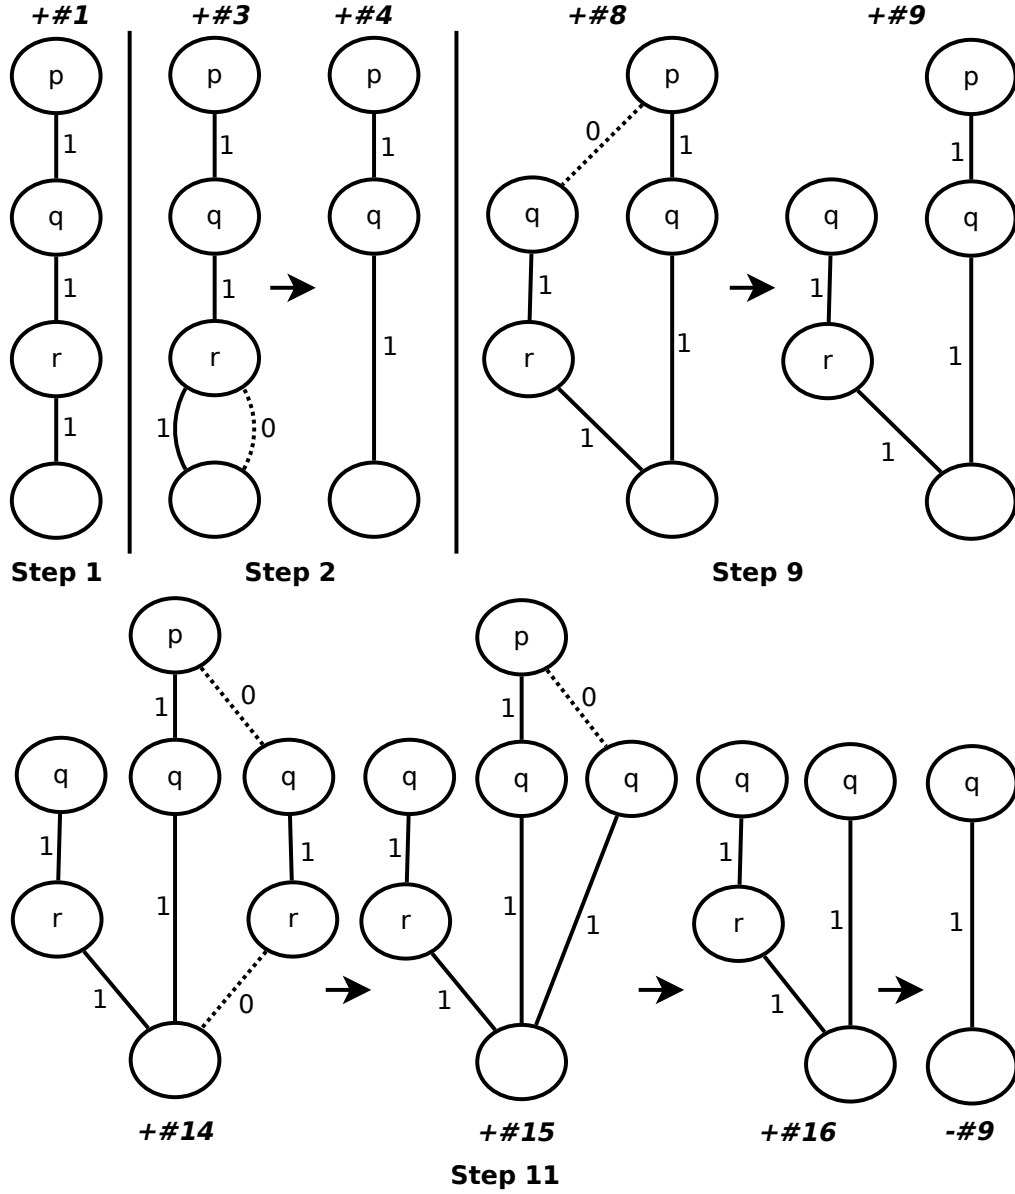 +#1 +#3 +#4 +#8 +#9
p p p p p
1 1 1 0 1 1
q q q q q q q
1 1 1 1
r r r r
1 1 1
1 1 0 1 1
Step 1 Step 2 Step 9
p p
1 0 1 0
q q q q q q q q q
1 1 1 1
r r r r
1 1 1 1 1 1
1 0 1 1
+#14 +#15 +#16 -#9
Step 11